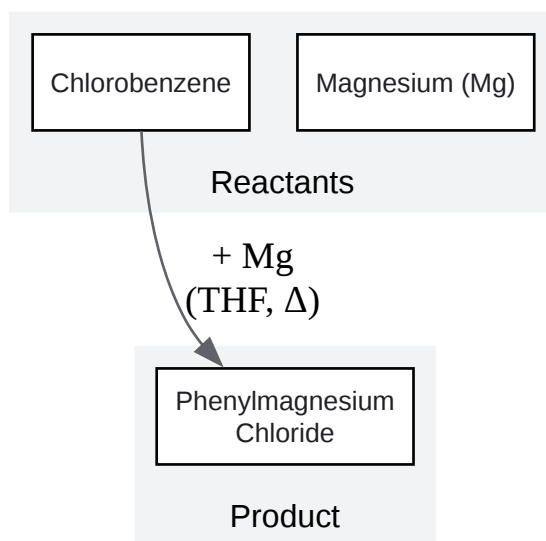 Chlorobenzene
Magnesium (Mg)
Reactants
+ Mg
(THF, Δ)
Phenylmagnesium
Chloride
Product